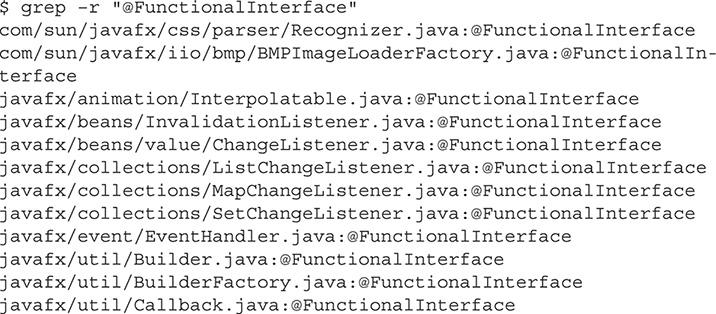 $ grep -r "@FunctionalInterface"
com/sun/javafx/css/parser/Recognizer.java:@FunctionalInterface
com/sun/javafx/iio/bmp/BMPImageLoaderFactory.java:@FunctionalIn-
terface
javafx/animation/Interpolatable.java:@FunctionalInterface
javafx/beans/InvalidationListener.java:@FunctionalInterface
javafx/beans/value/ChangeListener.java:@FunctionalInterface
javafx/collections/ListChangeListener.java:@FunctionalInterface
javafx/collections/MapChangeListener.java:@FunctionalInterface
javafx/collections/SetChangeListener.java:@FunctionalInterface
javafx/event/EventHandler.java:@FunctionalInterface
javafx/util/Builder.java:@FunctionalInterface
javafx/util/BuilderFactory.java:@FunctionalInterface
javafx/util/Callback.java:@FunctionalInterface